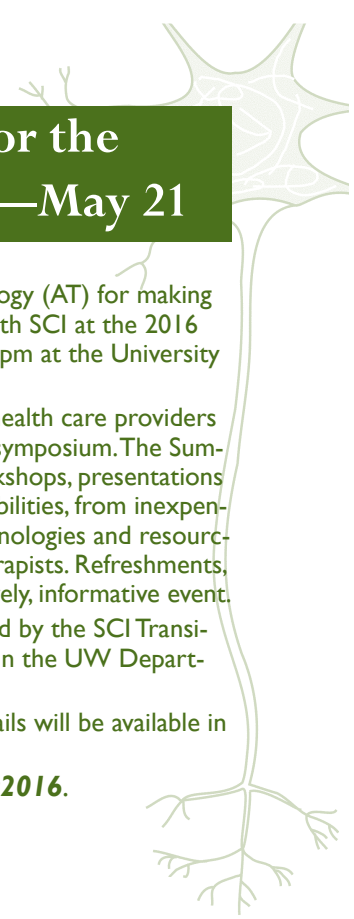 or the
—May 21
ogy (AT) for making
th SCI at the 2016
pm at the University
ealth care providers
symposium. The Sum-
kshops, presentations
bilities, from inexpen-
nologies and resourc-
rapists. Refreshments,
ely, informative event.
d by the SCI Transi-
n the UW Depart-
ails will be available in
2016.